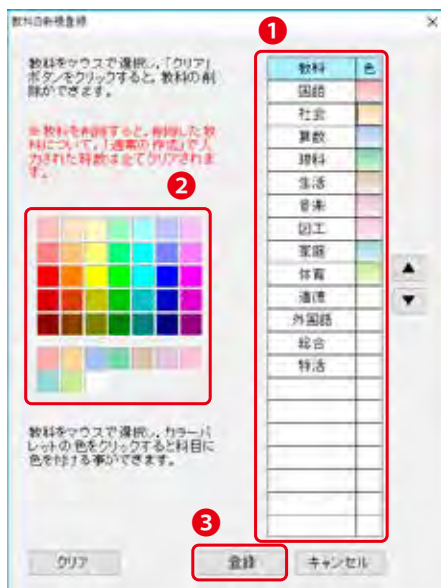 教科の新規登録
×
教科をマウスで選択し、「クリア」
ボタンをクリックすると、教科の削
除ができます。
※教科を削除すると、削除した教
科について、「通常の作成」で入
力された時数は全てクリアされま
す。
❶
教科 色
国語
社会
算数
理科
生活
音楽
図工
家庭
体育
道徳
外国語
総合
特活
▲
▼
❷
教科をマウスで選択し、カラーパ
レットの色をクリックすると科目に
色を付ける事ができます。
❸
クリア
登録
キャンセル